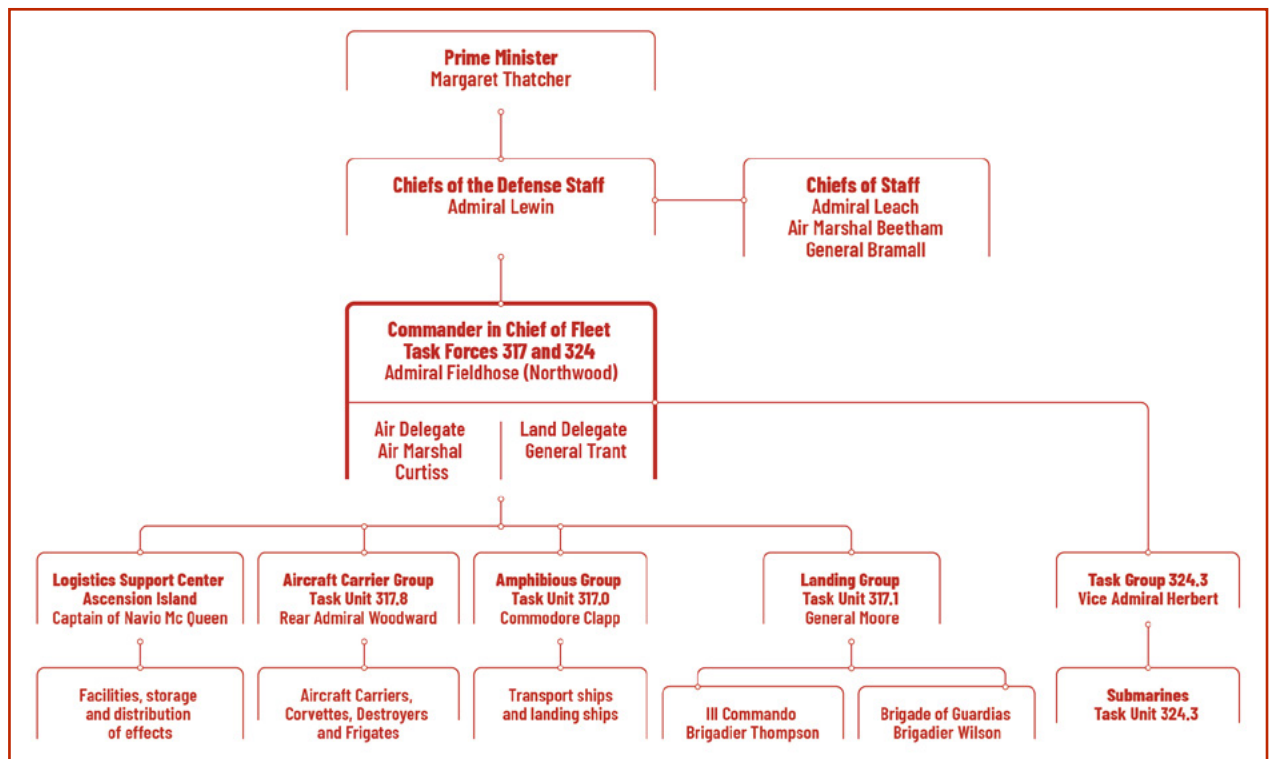 Prime Minister
Margaret Thatcher
Chiefs of the Defense Staff
Admiral Lewin
Chiefs of Staff
Admiral Leach
Air Marshal Beetham
General Bramall
Commander in Chief of Fleet
Task Forces 317 and 324
Admiral Fieldhose (Northwood)
Air Delegate
Air Marshal
Curtiss
Land Delegate
General Trant
Logistics Support Center
Ascension Island
Captain of Navio Mc Queen
Aircraft Carrier Group
Task Unit 317.8
Rear Admiral Woodward
Amphibious Group
Task Unit 317.0
Commodore Clapp
Landing Group
Task Unit 317.1
General Moore
Task Group 324.3
Vice Admiral Herbert
Facilities, storage
and distribution
of effects
Aircraft Carriers,
Corvettes, Destroyers
and Frigates
Transport ships
and landing ships
III Commando
Brigadier Thompson
Brigade of Guardias
Brigadier Wilson
Submarines
Task Unit 324.3